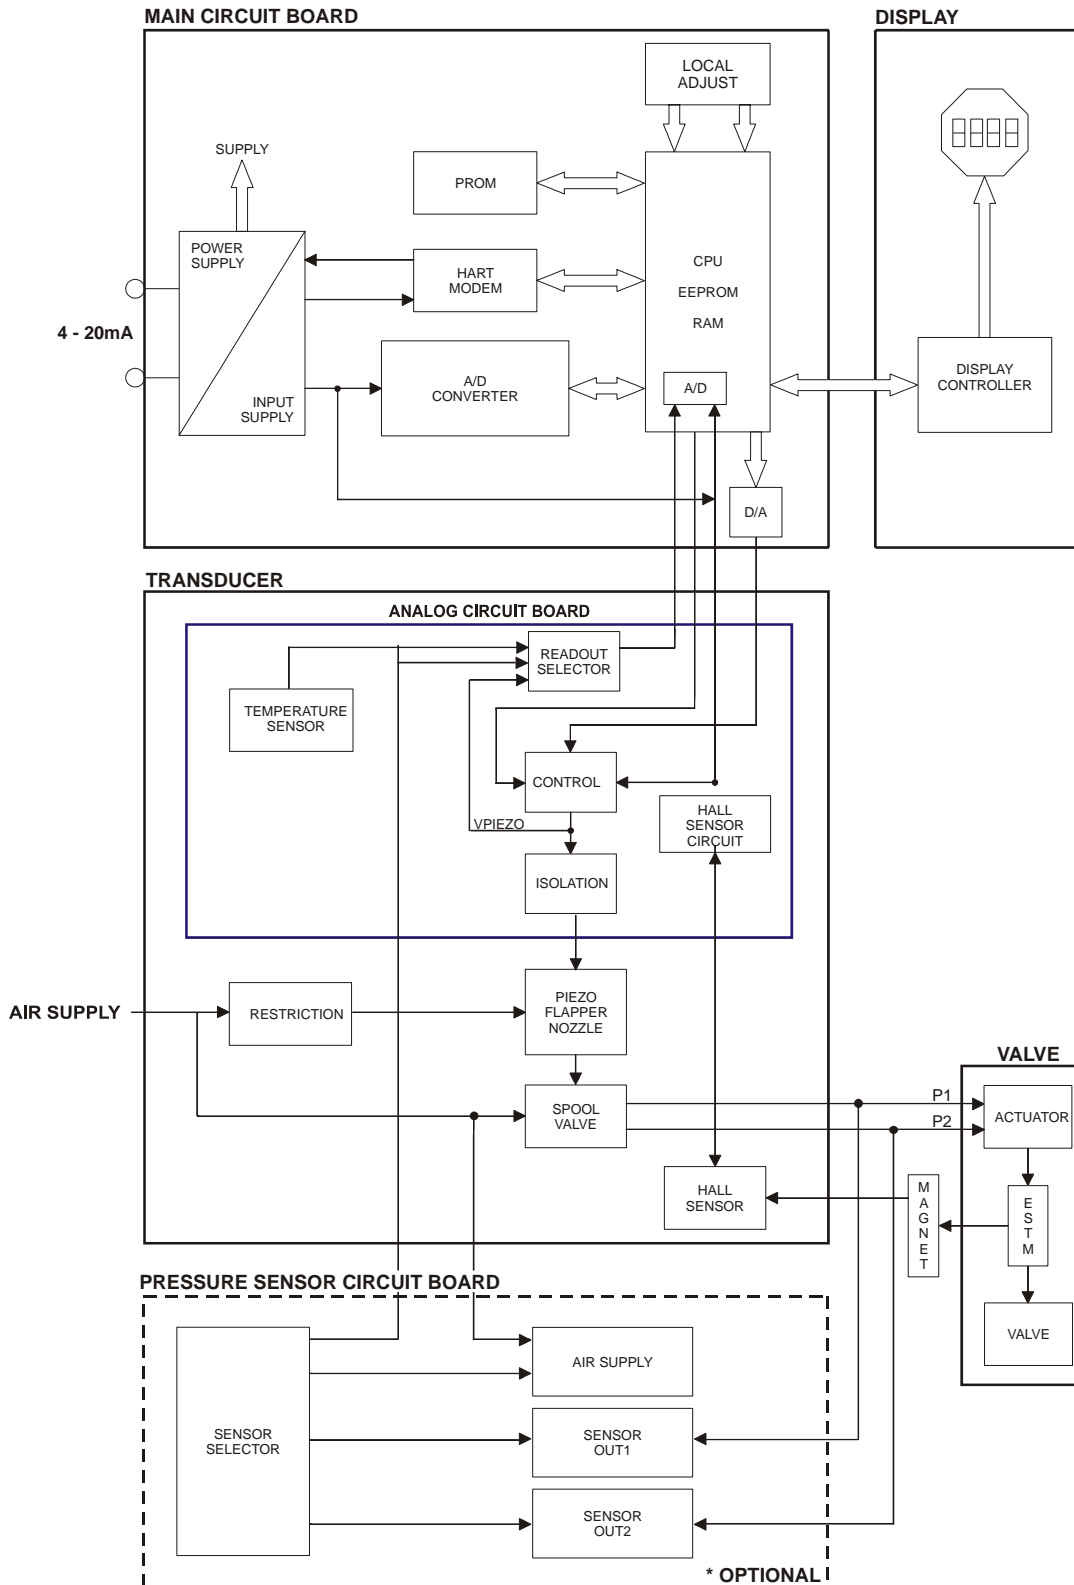 MAIN CIRCUIT BOARD
DISPLAY
LOCAL
ADJUST
SUPPLY
PROM
POWER
SUPPLY
HART
MODEM
CPU
EEPROM
RAM
4 - 20mA
A/D
CONVERTER
A/D
DISPLAY
CONTROLLER
INPUT
SUPPLY
D/A
TRANSDUCER
ANALOG CIRCUIT BOARD
READOUT
SELECTOR
TEMPERATURE
SENSOR
CONTROL
HALL
SENSOR
CIRCUIT
VPIEZO
ISOLATION
AIR SUPPLY
RESTRICTION
PIEZO
FLAPPER
NOZZLE
VALVE
SPOOL
VALVE
P1
P2
ACTUATOR
HALL
SENSOR
MAGNET
ESTM
VALVE
PRESSURE SENSOR CIRCUIT BOARD
AIR SUPPLY
SENSOR
SELECTOR
SENSOR
OUT1
SENSOR
OUT2
* OPTIONAL